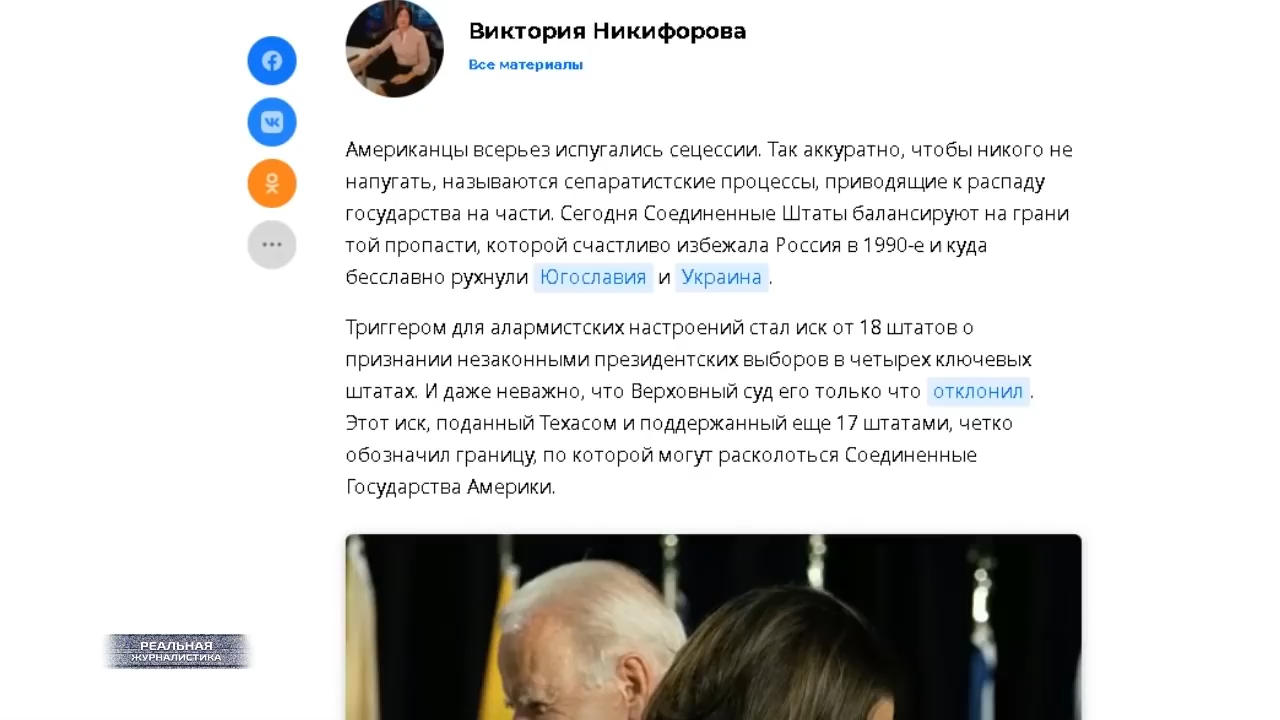 Виктория Никифорова
Все материалы
Американцы всерьез испугались сецессии. Так аккуратно, чтобы никого не
напугать, называются сепаратистские процессы, приводящие к распаду
государства на части. Сегодня Соединенные Штаты балансируют на грани
той пропасти, которой счастливо избежала Россия в 1990-е и куда
бесславно рухнули Югославия и Украина.
Триггером для алармистских настроений стал иск от 18 штатов о
признании незаконными президентских выборов в четырех ключевых
штатах. И даже неважно, что Верховный суд его только что отклонил.
Этот иск, поданный Техасом и поддержанный еще 17 штатами, четко
обозначил границу, по которой могут расколоться Соединенные
Государства Америки.
РЕАЛЬНАЯ
ЖУРНАЛИСТИКА